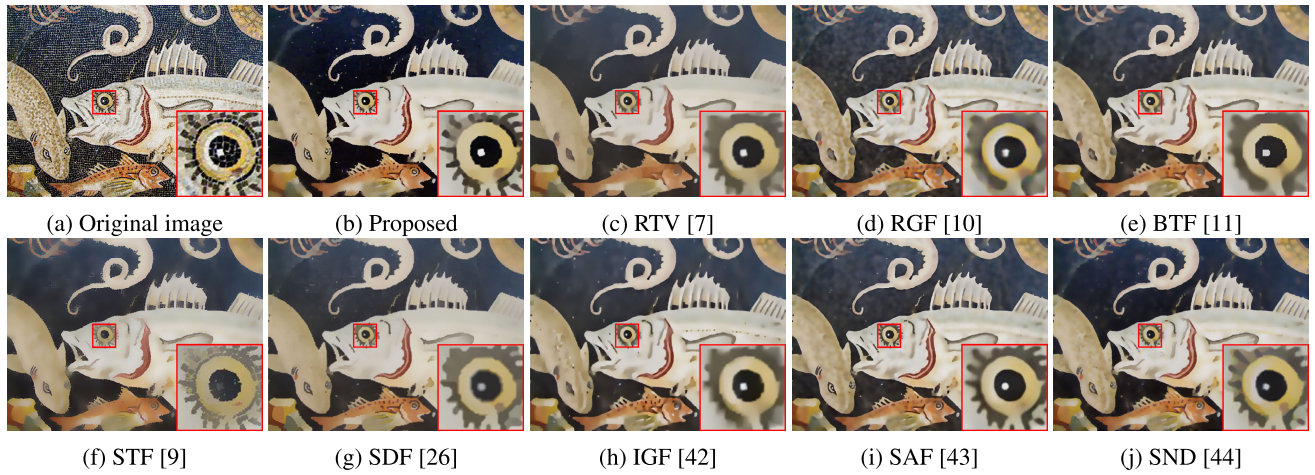 (a) Original image
(b) Proposed
(c) RTV [7]
(d) RGF [10]
(e) BTF [11]
(f) STF [9]
(g) SDF [26]
(h) IGF [42]
(i) SAF [43]
(j) SND [44]